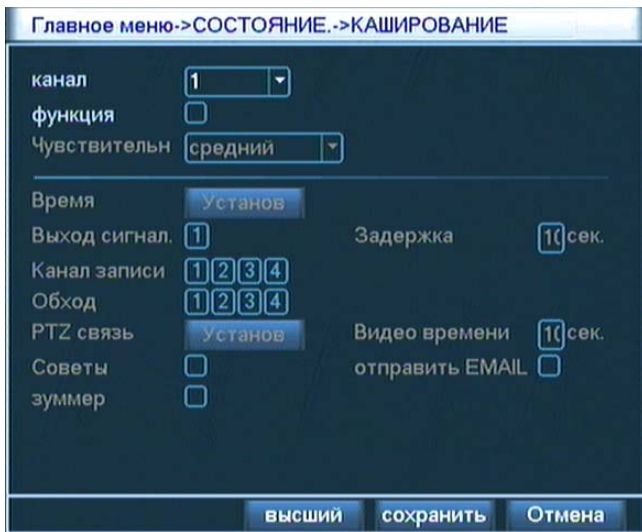 Главное меню->СОСТОЯНИЕ.->КАШИРОВАНИЕ
канал 1
функция
Чувствительн средний
Время Установ
Выход сигнал. 1 Задержка 10 сек.
Канал записи 1 2 3 4
Обход 1 2 3 4
PTZ связь Установ Видео времени 10 сек.
Советы отправить EMAIL
зуммер
высший сохранить Отмена